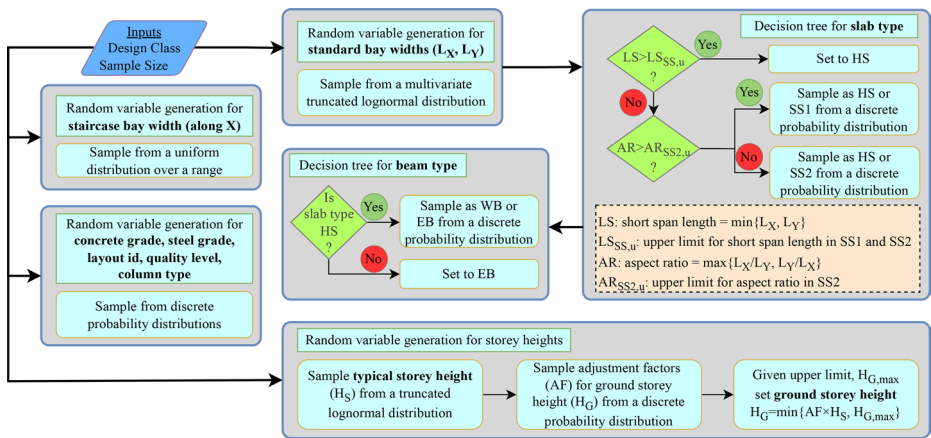 Inputs
Design Class
Sample Size
Random variable generation for
staircase bay width (along X)
Sample from a uniform
distribution over a range
Random variable generation for
concrete grade, steel grade,
layout id, quality level,
column type
Sample from discrete
probability distributions
Random variable generation for
standard bay widths (LX, LY)
Sample from a multivariate
truncated lognormal distribution
Decision tree for slab type
LS>LSSS,u
?
Yes
Set to HS
No
AR>ARSS2,u
?
Yes
Sample as HS or
SS1 from a discrete
probability distribution
No
Sample as HS or
SS2 from a discrete
probability distribution
LS: short span length = min{LX, LY}
LSSS,u: upper limit for short span length in SS1 and SS2
AR: aspect ratio = max{LX/LY, LY/LX}
ARSS2,u: upper limit for aspect ratio in SS2
Decision tree for beam type
Is
slab type
HS
?
Yes
Sample as WB or
EB from a discrete
probability distribution
No
Set to EB
Random variable generation for storey heights
Sample typical storey height
(HS) from a truncated
lognormal distribution
Sample adjustment factors
(AF) for ground storey
height (HG) from a discrete
probability distribution
Given upper limit, HG,max
set ground storey height
HG=min{AF×HS, HG,max}